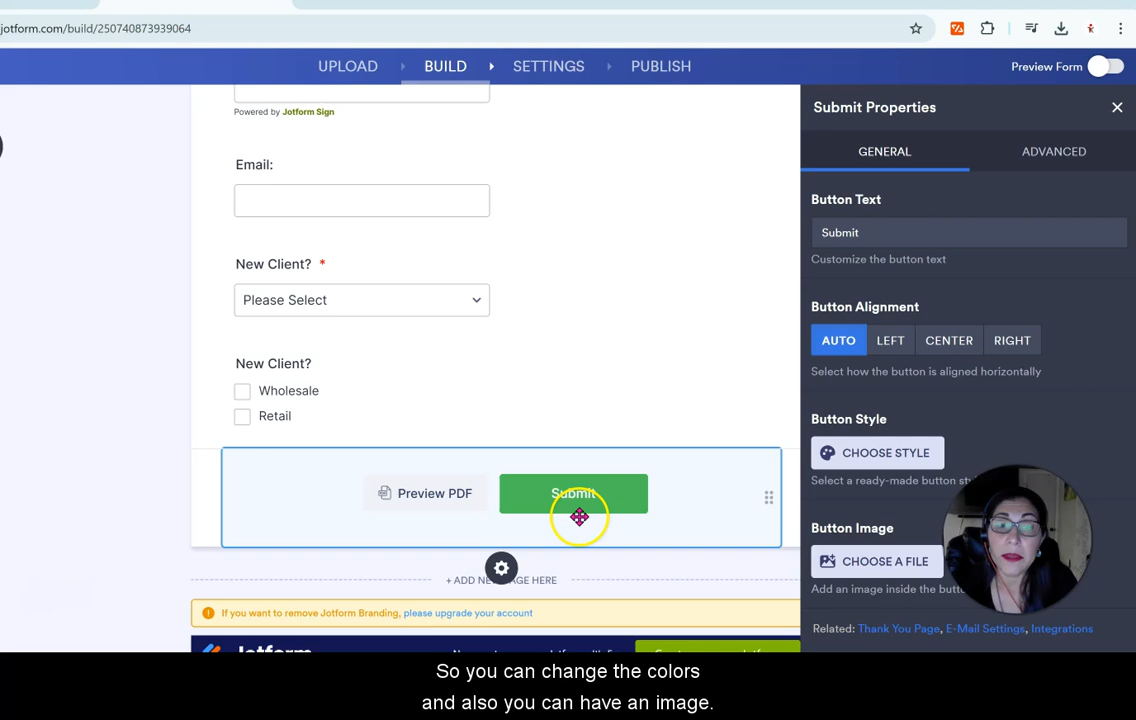 jotform.com/build/250740873939064
UPLOAD
BUILD
SETTINGS
PUBLISH
Preview Form
Powered by Jotform Sign
Email:
New Client? *
Please Select
New Client?
Wholesale
Retail
Preview PDF
Submit
+ ADD NE
GE HERE
If you want to remove Jotform Branding, please upgrade your account
Jotform
Submit Properties
GENERAL
ADVANCED
Button Text
Submit
Customize the button text
Button Alignment
AUTO
LEFT
CENTER
RIGHT
Select how the button is aligned horizontally
Button Style
CHOOSE STYLE
Select a ready-made button
Button Image
CHOOSE A FILE
Add an image inside the
Related: Thank You Page, E-Mail Settings, Integrations
So you can change the colors
and also you can have an image.